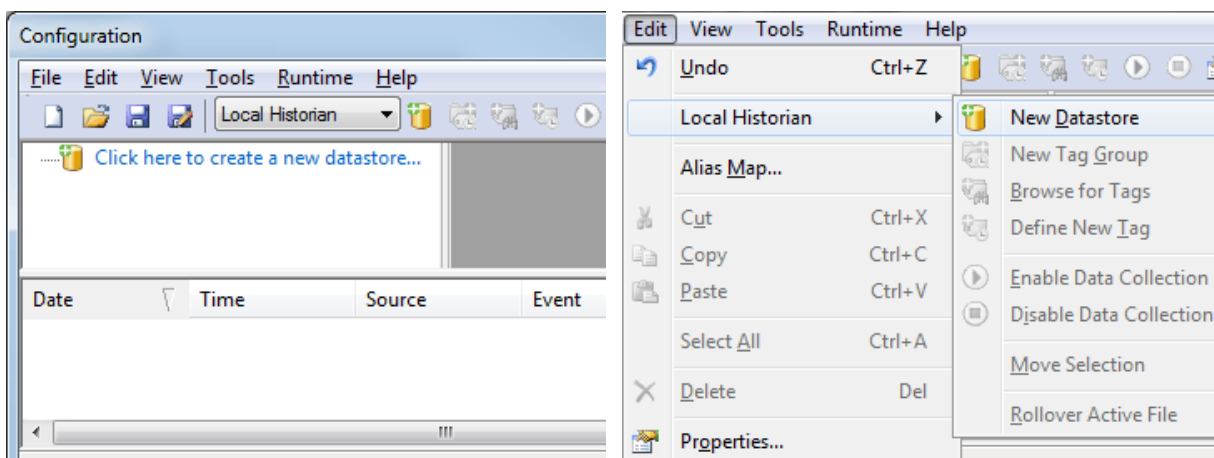 Configuration
File Edit View Tools Runtime Help
Local Historian
Click here to create a new datastore...
Date Time Source Event
Edit View Tools Runtime Help
Undo Ctrl+Z
Local Historian
Alias Map...
Cut Ctrl+X
Copy Ctrl+C
Paste Ctrl+V
Select All Ctrl+A
Delete Del
Properties...
New Datastore
New Tag Group
Browse for Tags
Define New Tag
Enable Data Collection
Disable Data Collection
Move Selection
Rollover Active File